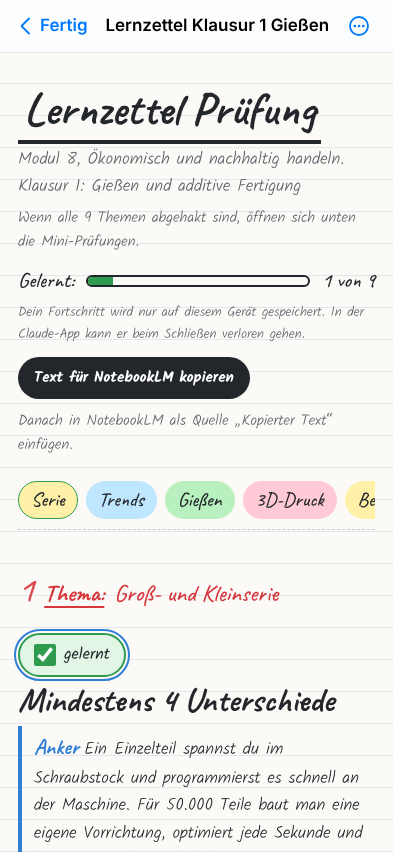 Fertig Lernzettel Klausur 1 Gießen
Lernzettel Prüfung
Modul 8, Ökonomisch und nachhaltig handeln.
Klausur 1: Gießen und additive Fertigung
Wenn alle 9 Themen abgehakt sind, öffnen sich unten
die Mini-Prüfungen.
Gelernt: 1 von 9
Dein Fortschritt wird nur auf diesem Gerät gespeichert. In der
Claude-App kann er beim Schließen verloren gehen.
Text für NotebookLM kopieren
Danach in NotebookLM als Quelle „Kopierter Text“
einfügen.
Serie Trends Gießen 3D-Druck Be
1 Thema: Groß- und Kleinserie
gelernt
Mindestens 4 Unterschiede
Anker Ein Einzelteil spannst du im
Schraubstock und programmierst es schnell an
der Maschine. Für 50.000 Teile baut man eine
eigene Vorrichtung, optimiert jede Sekunde und